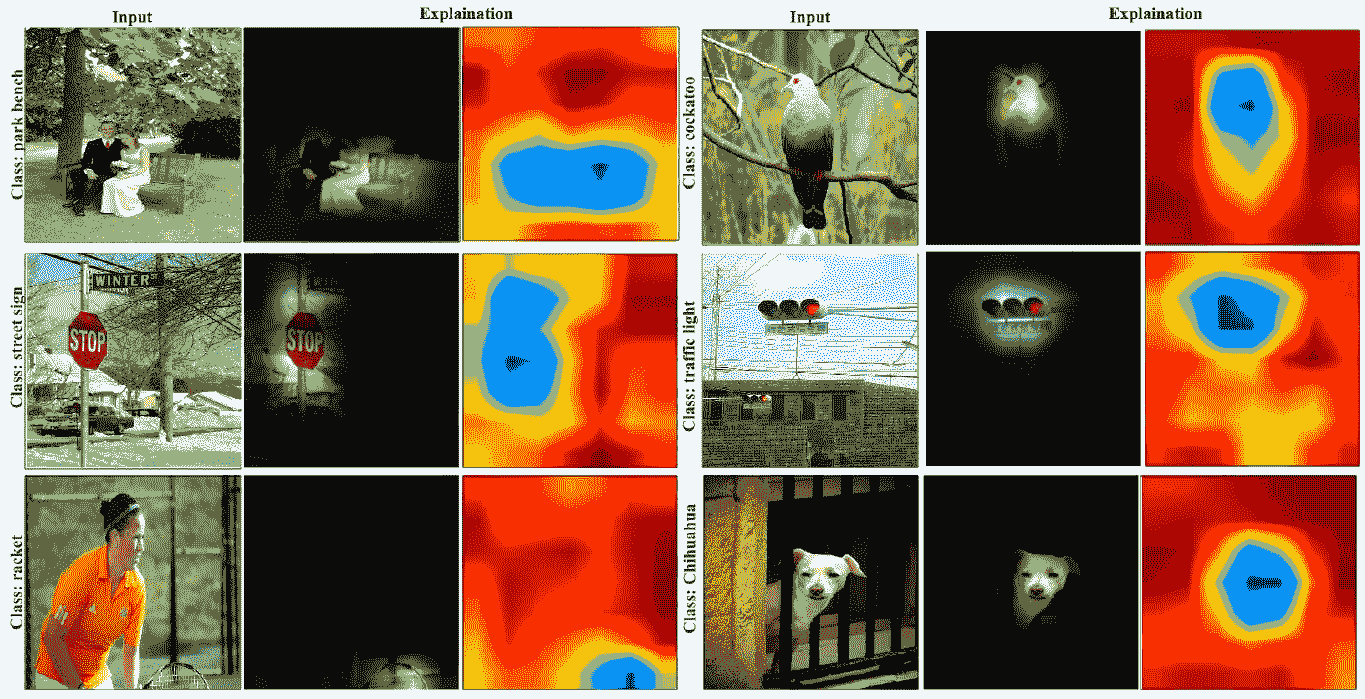 Input
Explaination
Input
Explaination
Class: park bench
Class: cockatoo
Class: street sign
WINTER
STOP
STOP
Class: traffic light
Class: racket
Class: Chihuahua